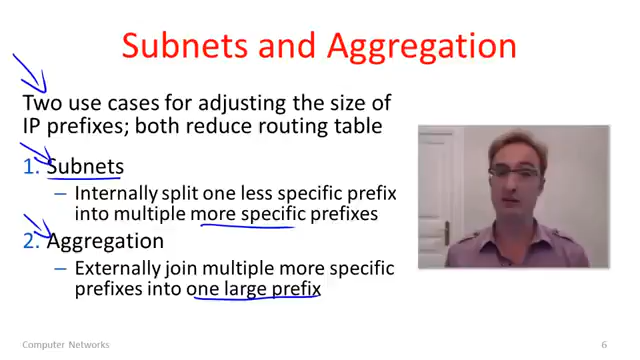 Subnets and Aggregation
Two use cases for adjusting the size of
IP prefixes; both reduce routing table
1. Subnets
– Internally split one less specific prefix
into multiple more specific prefixes
2. Aggregation
– Externally join multiple more specific
prefixes into one large prefix
Computer Networks
6